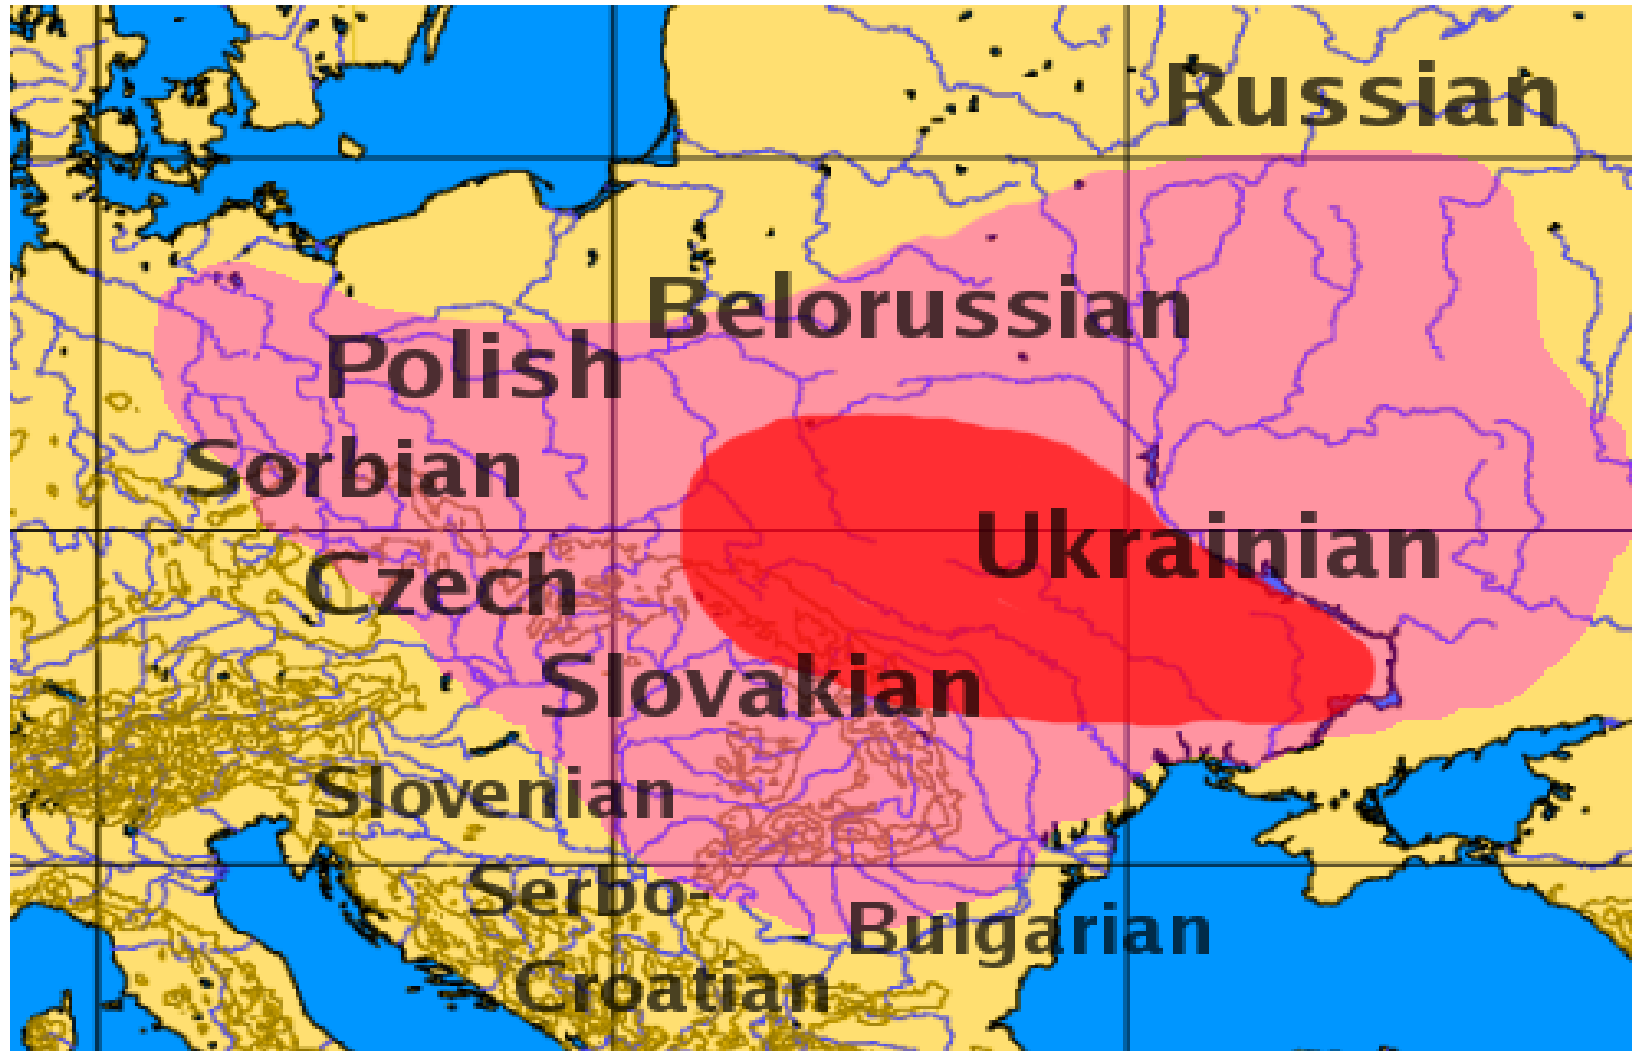 Russian
Belorussian
Polish
Sorbian
Ukrainian
Czech
Slovakian
Slovenian
Serbo-
Croatian
Bulgarian